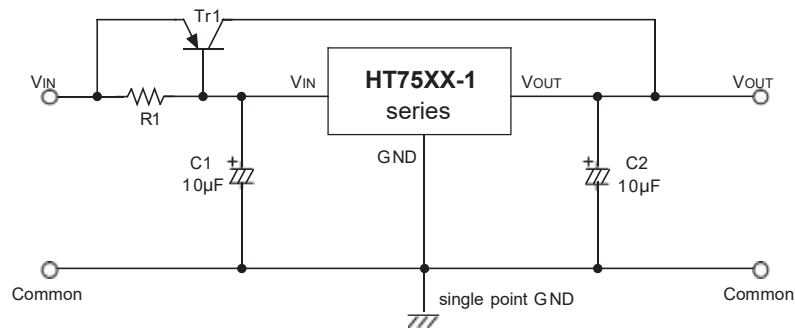 Tr1
VIN
R1
VIN
HT75XX-1
series
VOUT
VOUT
GND
C1
10µF
+
C2
10µF
+
Common
single point GND
Common